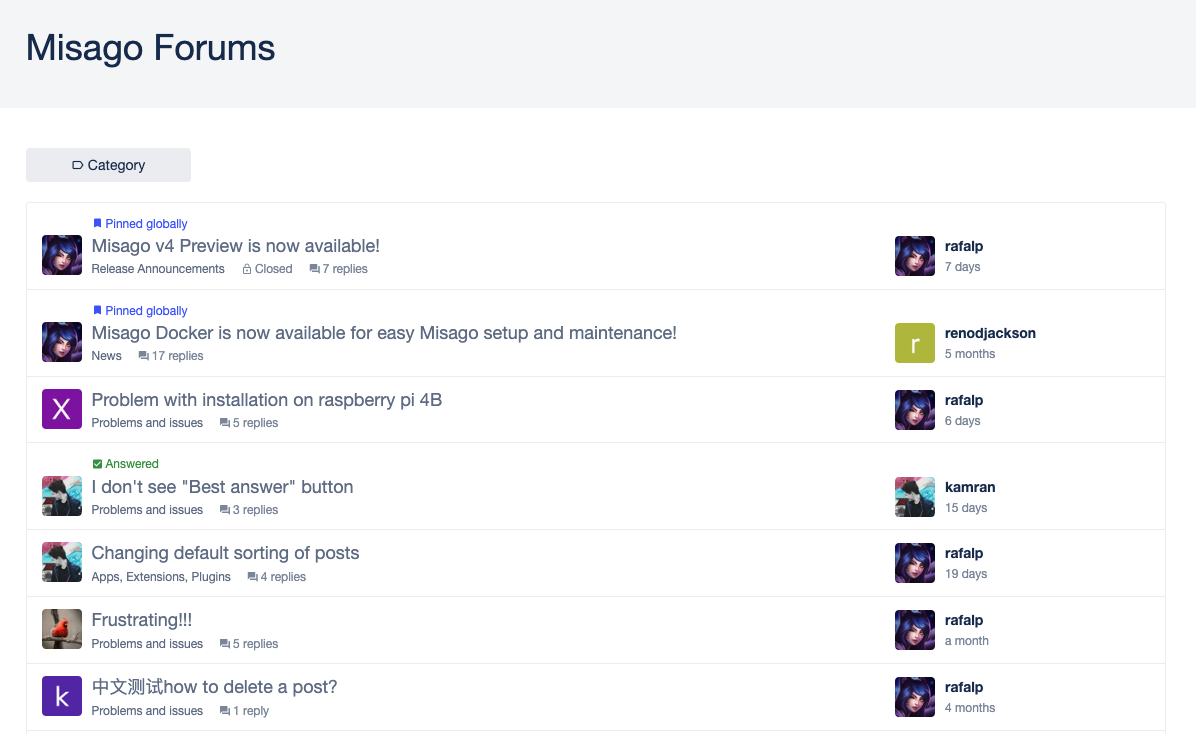 Misago Forums
Category
Pinned globally
Misago v4 Preview is now available!
Release Announcements Closed 7 replies
rafalp
7 days
Pinned globally
Misago Docker is now available for easy Misago setup and maintenance!
News 17 replies
r
renodjackson
5 months
X
Problem with installation on raspberry pi 4B
Problems and issues 5 replies
rafalp
6 days
Answered
I don't see "Best answer" button
Problems and issues 3 replies
kamran
15 days
Changing default sorting of posts
Apps, Extensions, Plugins 4 replies
rafalp
19 days
Frustrating!!!
Problems and issues 5 replies
rafalp
a month
k
中文测试how to delete a post?
Problems and issues 1 reply
rafalp
4 months